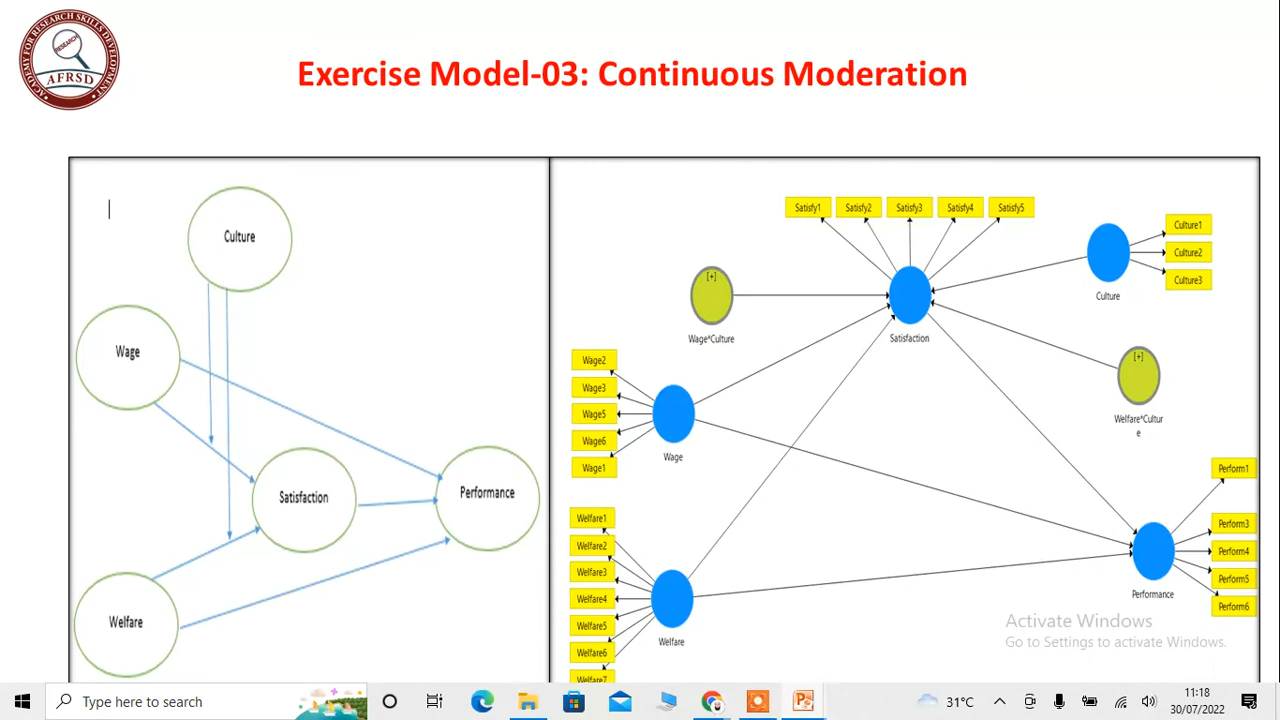 ACADEMY FOR RESEARCH SKILLS DEVELOPMENT
RESEARCH
AFRSD
Exercise Model-03: Continuous Moderation
Culture
Wage
Satisfaction
Performance
Welfare
Satisfy1 Satisfy2 Satisfy3 Satisfy4 Satisfy5
Culture1
Culture2
Culture3
Culture
[+]
Wage*Culture
Satisfaction
[+]
Welfare*Cultur
e
Wage2
Wage3
Wage5
Wage6
Wage1
Wage
Welfare1
Welfare2
Welfare3
Welfare4
Welfare5
Welfare6
Welfare7
Welfare
Perform1
Perform3
Perform4
Perform5
Perform6
Performance
Activate Windows
Go to Settings to activate Windows.
Type here to search
31°C
11:18
30/07/2022